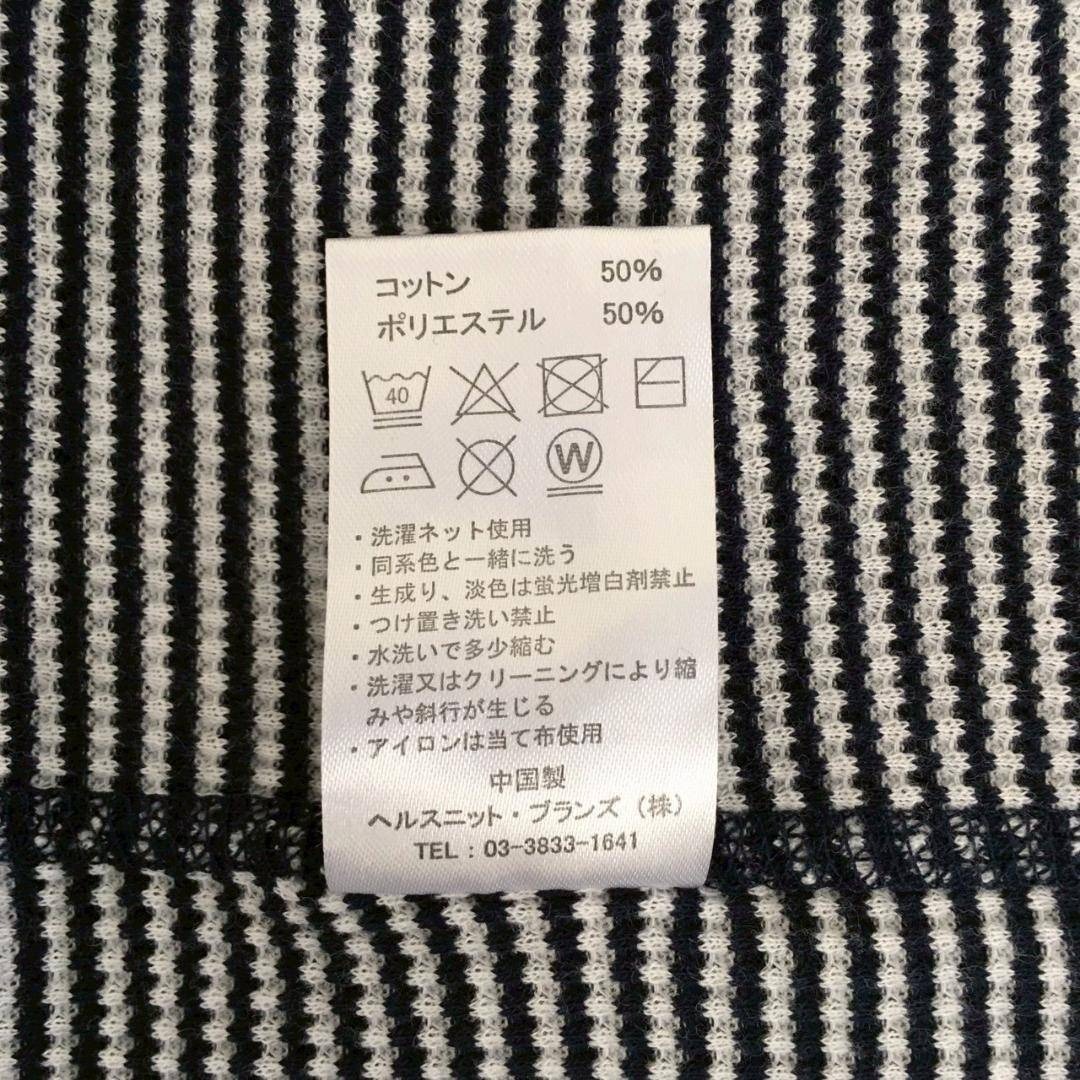 コットン 50%
ポリエステル 50%
40
W
・洗濯ネット使用
・同系色と一緒に洗う
・生成り、淡色は蛍光増白剤禁止
・つけ置き洗い禁止
・水洗いで多少縮む
・洗濯又はクリーニングにより縮
みや斜行が生じる
・アイロンは当て布使用
中国製
ヘルスニット・ブランズ（株）
TEL : 03-3833-1641